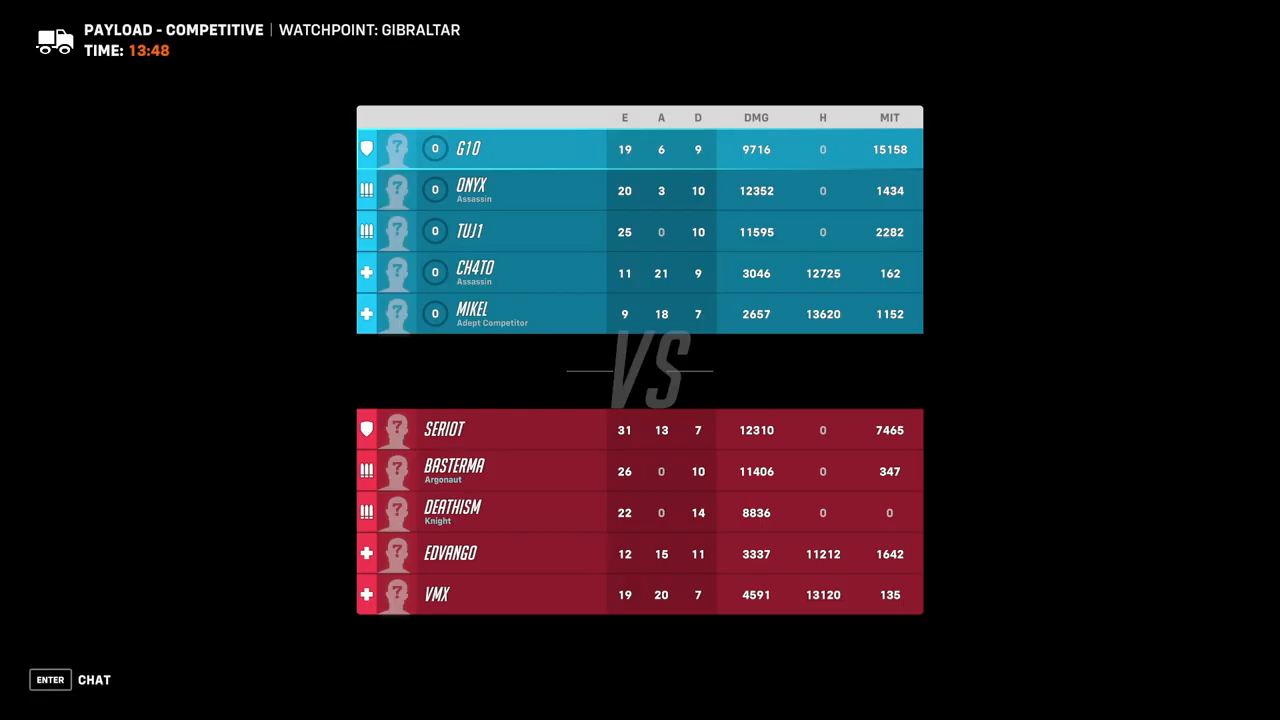 PAYLOAD - COMPETITIVE | WATCHPOINT: GIBRALTAR
TIME: 13:48
E A D DMG H MIT
? 0 G10 19 6 9 9716 0 15158
? 0 ONYX 20 3 10 12352 0 1434
Assassin
? 0 TUJ1 25 0 10 11595 0 2282
? 0 CH4TO 11 21 9 3046 12725 162
Assassin
? 0 MIKEL 9 18 7 2657 13620 1152
Adept Competitor
VS
? SERIOT 31 13 7 12310 0 7465
? BASTERMA 26 0 10 11406 0 347
Argonaut
? DEATHISM 22 0 14 8836 0 0
Knight
? EDVANGO 12 15 11 3337 11212 1642
? VMX 19 20 7 4591 13120 135
ENTER CHAT